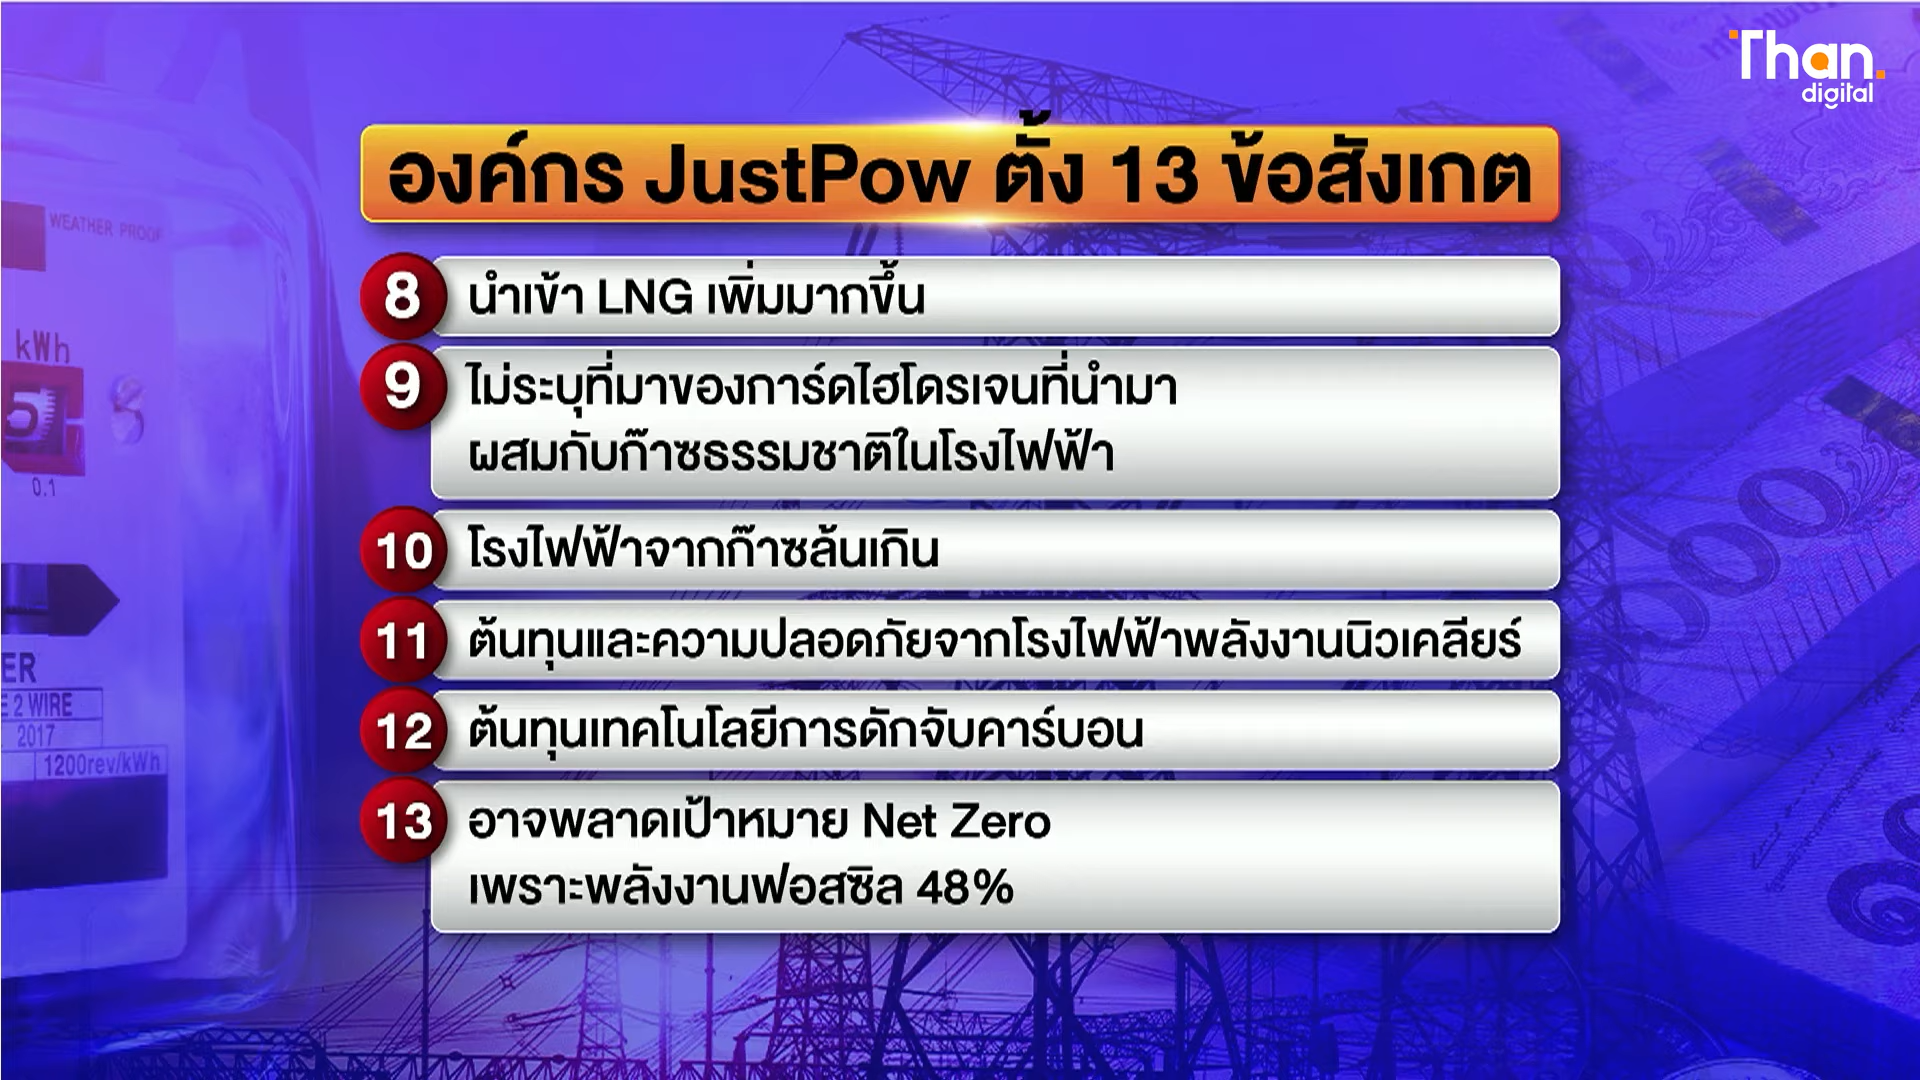 Than.
digital
องค์กร JustPow ตั้ง 13 ข้อสังเกต
8 นำเข้า LNG เพิ่มมากขึ้น
9 ไม่ระบุที่มาของการ์ดไฮโดรเจนที่นำมา
ผสมกับก๊าซธรรมชาติในโรงไฟฟ้า
10 โรงไฟฟ้าจากก๊าซล้นเกิน
11 ต้นทุนและความปลอดภัยจากโรงไฟฟ้าพลังงานนิวเคลียร์
12 ต้นทุนเทคโนโลยีการดักจับคาร์บอน
13 อาจพลาดเป้าหมาย Net Zero
เพราะพลังงานฟอสซิล 48%
WEATHER PROOF
kWh
5
0.1
ER
E 2 WIRE
2017
1200rev/kWh